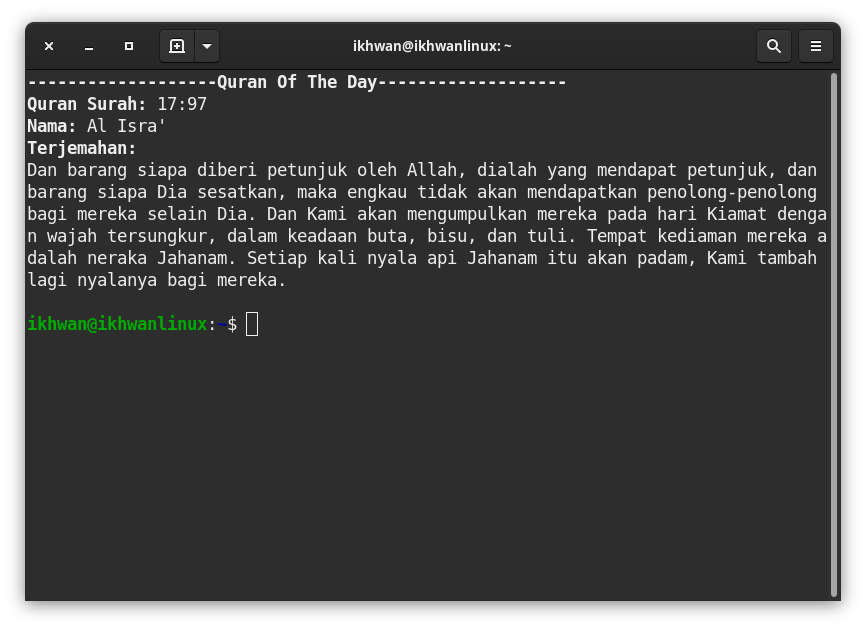 ikhwan@ikhwanlinux: ~
-------------------Quran Of The Day-------------------
Quran Surah: 17:97
Nama: Al Isra'
Terjemahan:
Dan barang siapa diberi petunjuk oleh Allah, dialah yang mendapat petunjuk, dan
barang siapa Dia sesatkan, maka engkau tidak akan mendapatkan penolong-penolong
bagi mereka selain Dia. Dan Kami akan mengumpulkan mereka pada hari Kiamat denga
n wajah tersungkur, dalam keadaan buta, bisu, dan tuli. Tempat kediaman mereka a
dalah neraka Jahanam. Setiap kali nyala api Jahanam itu akan padam, Kami tambah
lagi nyalanya bagi mereka.
ikhwan@ikhwanlinux:~$